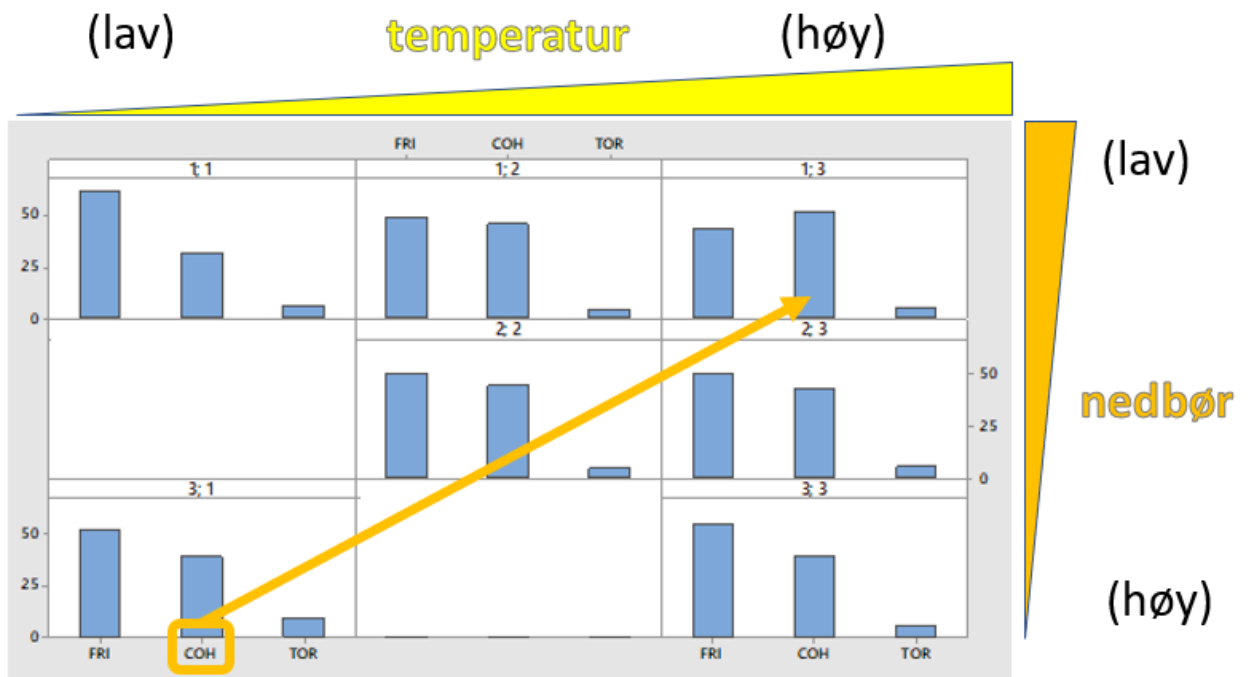 (lav) temperatur (høy)
FRI COH TOR
1; 1 1; 2 1; 3
(lav)
50
25
0
2; 2 2; 3
50
25
0
nedbør
3; 1 3; 3
50
25
0
(høy)
FRI COH TOR FRI COH TOR